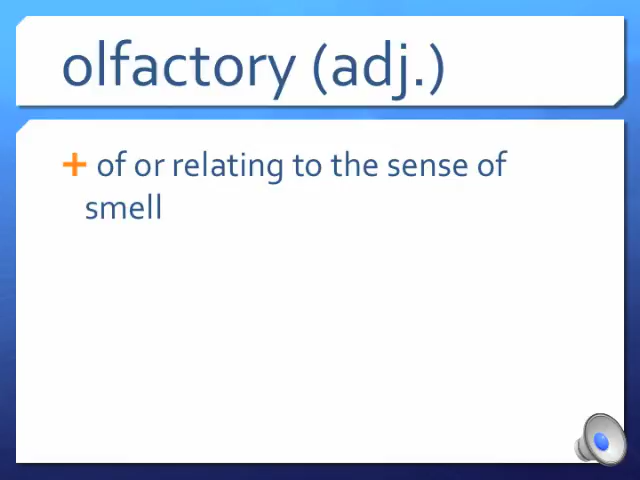 olfactory (adj.)
+ of or relating to the sense of
smell